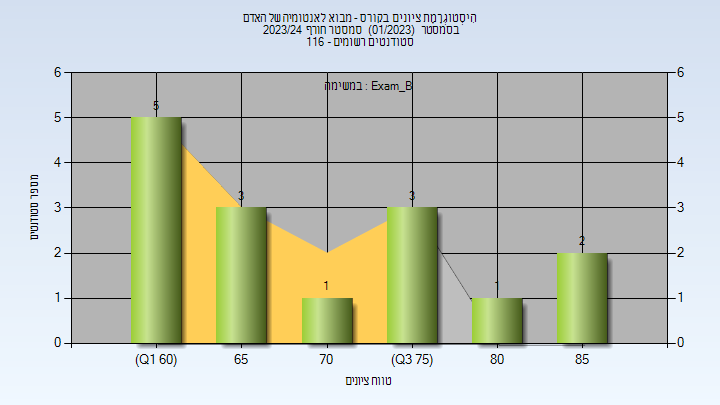 היסטוגרמת ציונים בקורס - מבוא לאנטומיה של האדם
בסמסטר (01/2023) סמסטר חורף 2023/24
סטודנטים רשומים - 116
במשימה : Exam_B
6 6
5 5
4 4
3 3
2 2
1 1
0 0
5 3 1 3 1 2
מספר סטודנטים
(Q1 60) 65 70 (Q3 75) 80 85
טווח ציונים